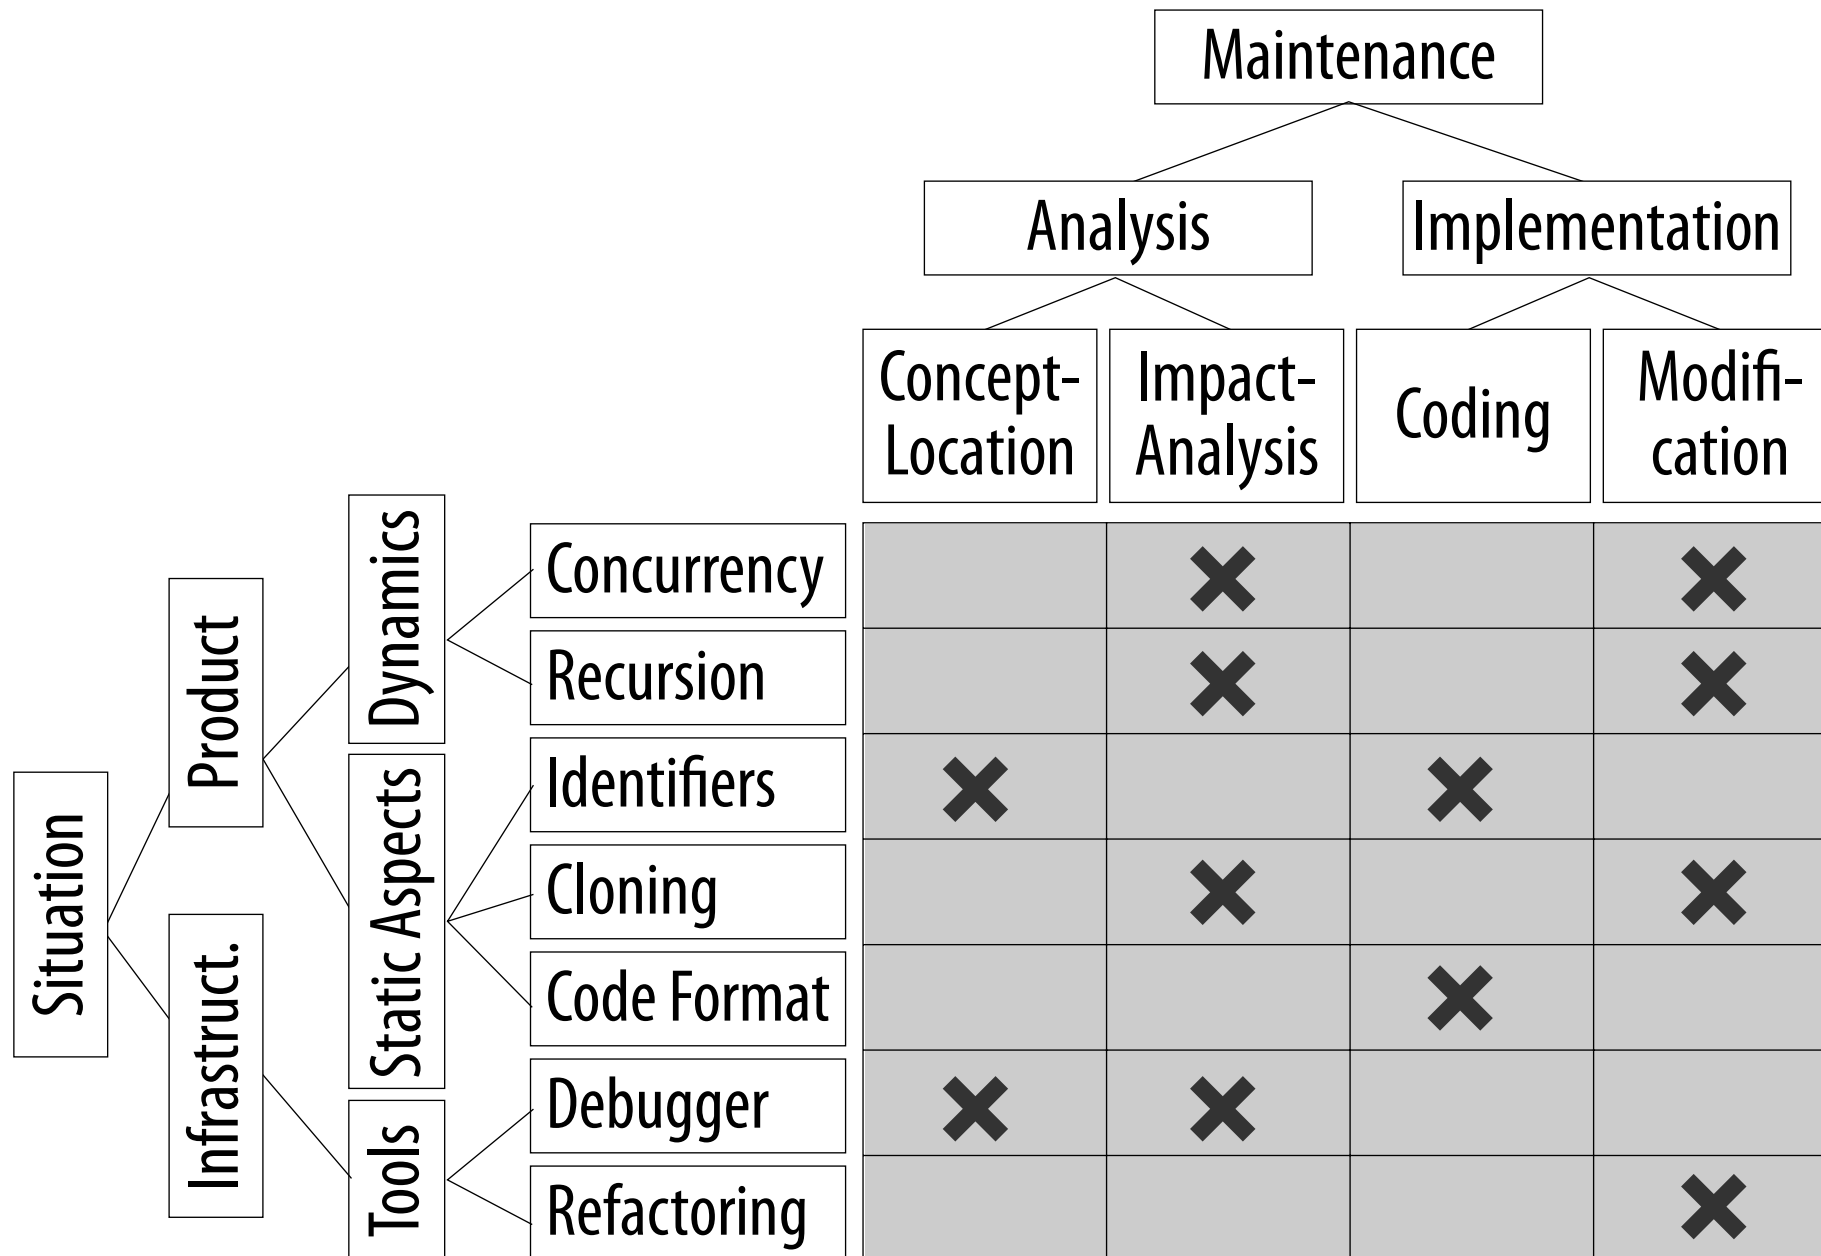 Maintenance
Analysis
Implementation
Concept-
Location
Impact-
Analysis
Coding
Modifi-
cation
Situation
Product
Infrastruct.
Dynamics
Static Aspects
Tools
Concurrency
Recursion
Identifiers
Cloning
Code Format
Debugger
Refactoring